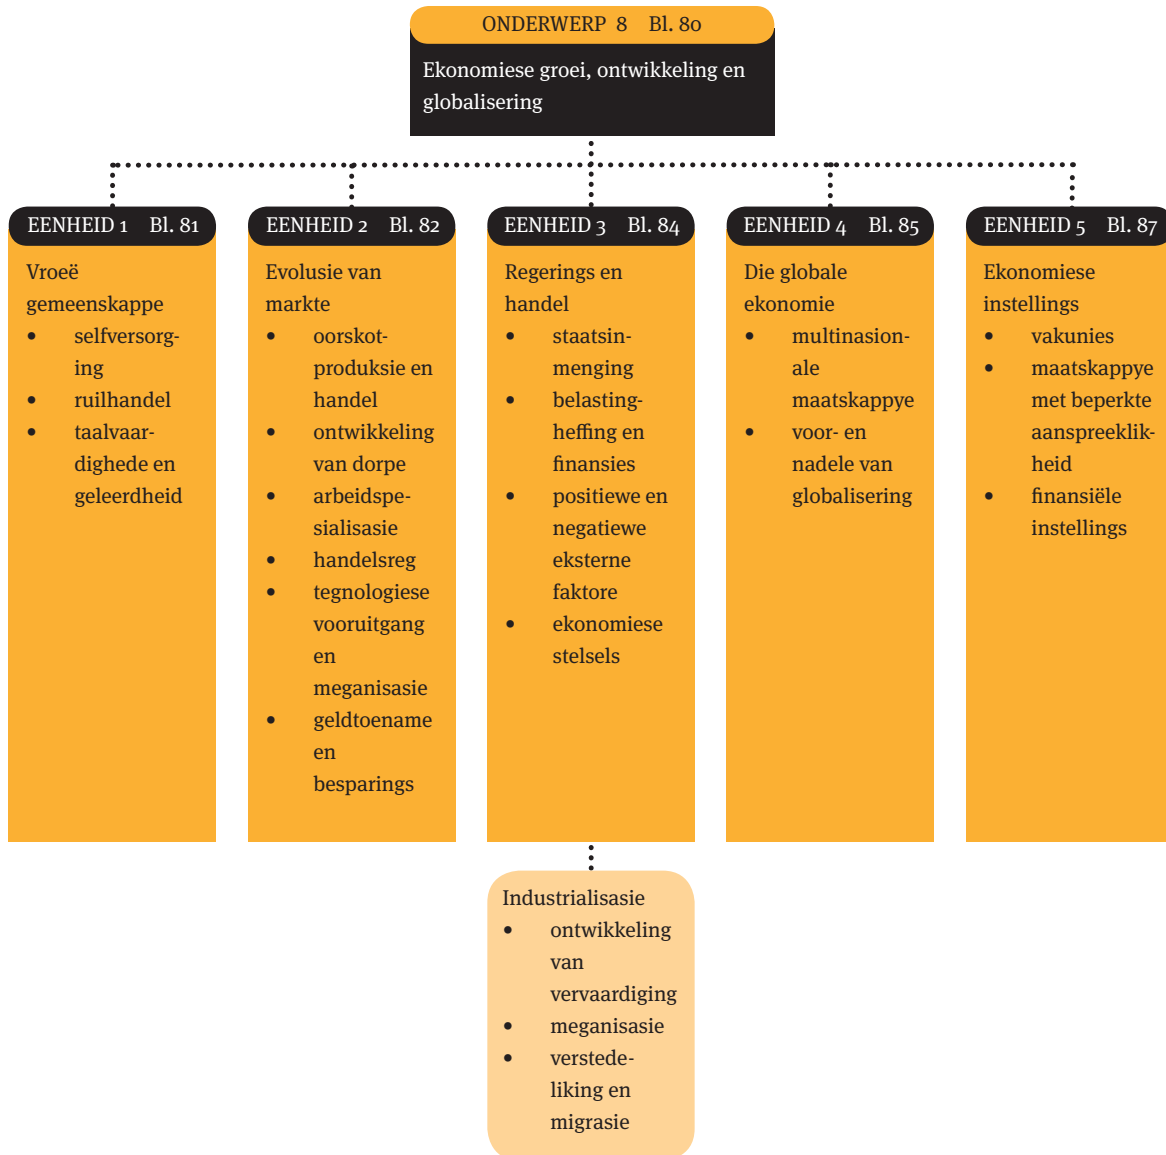 ONDERWERP 8 Bl. 80
Ekonomiese groei, ontwikkeling en
globalisering
EENHEID 1 Bl. 81
Vroeë
gemeenskappe
• selfversorg-
ing
• ruilhandel
• taalvaar-
dighede en
geleerdheid
EENHEID 2 Bl. 82
Evolusie van
markte
• oorskot-
produksie en
handel
• ontwikkeling
van dorpe
• arbeidspe-
sialisasie
• handelsreg
• tegnologiese
vooruitgang
en
meganisasie
• geldtoename
en
besparings
EENHEID 3 Bl. 84
Regerings en
handel
• staatsin-
menging
• belasting-
heffing en
finansies
• positiewe en
negatiewe
eksterne
faktore
• ekonomiese
stelsels
EENHEID 4 Bl. 85
Die globale
ekonomie
• multinasion-
ale
maatskappye
• voor- en
nadele van
globalisering
EENHEID 5 Bl. 87
Ekonomiese
instellings
• vakunies
• maatskappye
met beperkte
aanspreeklik-
heid
• finansiële
instellings
Industrialisasie
• ontwikkeling
van
vervaardiging
• meganisasie
• verstede-
liking en
migrasie